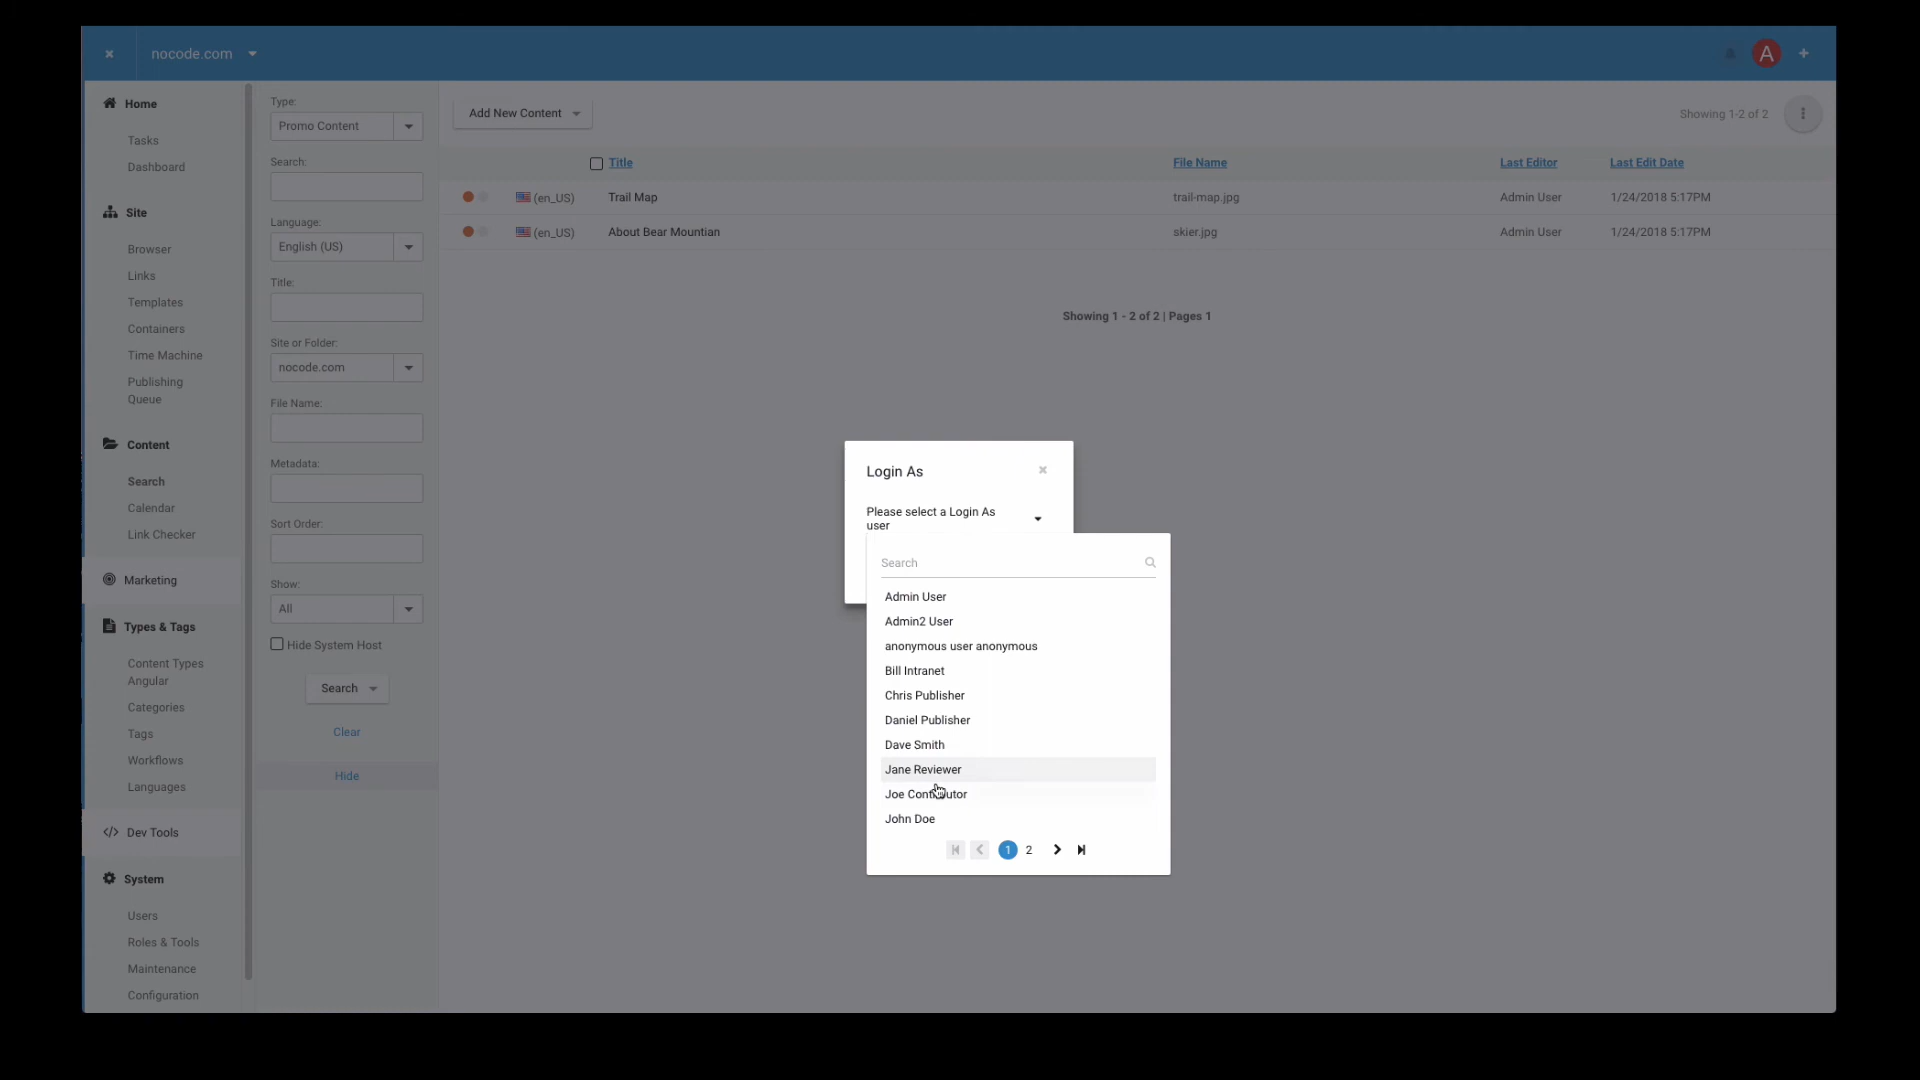 nocode.com
A
Home
Tasks
Dashboard
Site
Browser
Links
Templates
Containers
Time Machine
Publishing
Queue
Content
Search
Calendar
Link Checker
Marketing
Types & Tags
Content Types
Angular
Categories
Tags
Workflows
Languages
Dev Tools
System
Users
Roles & Tools
Maintenance
Configuration
Type:
Promo Content
Search:
Language:
English (US)
Title:
Site or Folder:
nocode.com
File Name:
Metadata:
Sort Order:
Show:
All
Hide System Host
Search
Clear
Hide
Add New Content
Showing 1-2 of 2
Title File Name Last Editor Last Edit Date
(en_US) Trail Map trail-map.jpg Admin User 1/24/2018 5:17PM
(en_US) About Bear Mountian skier.jpg Admin User 1/24/2018 5:17PM
Showing 1 - 2 of 2 | Pages 1
Login As
Please select a Login As
user
Search
Admin User
Admin2 User
anonymous user anonymous
Bill Intranet
Chris Publisher
Daniel Publisher
Dave Smith
Jane Reviewer
Joe Contributor
John Doe
1 2